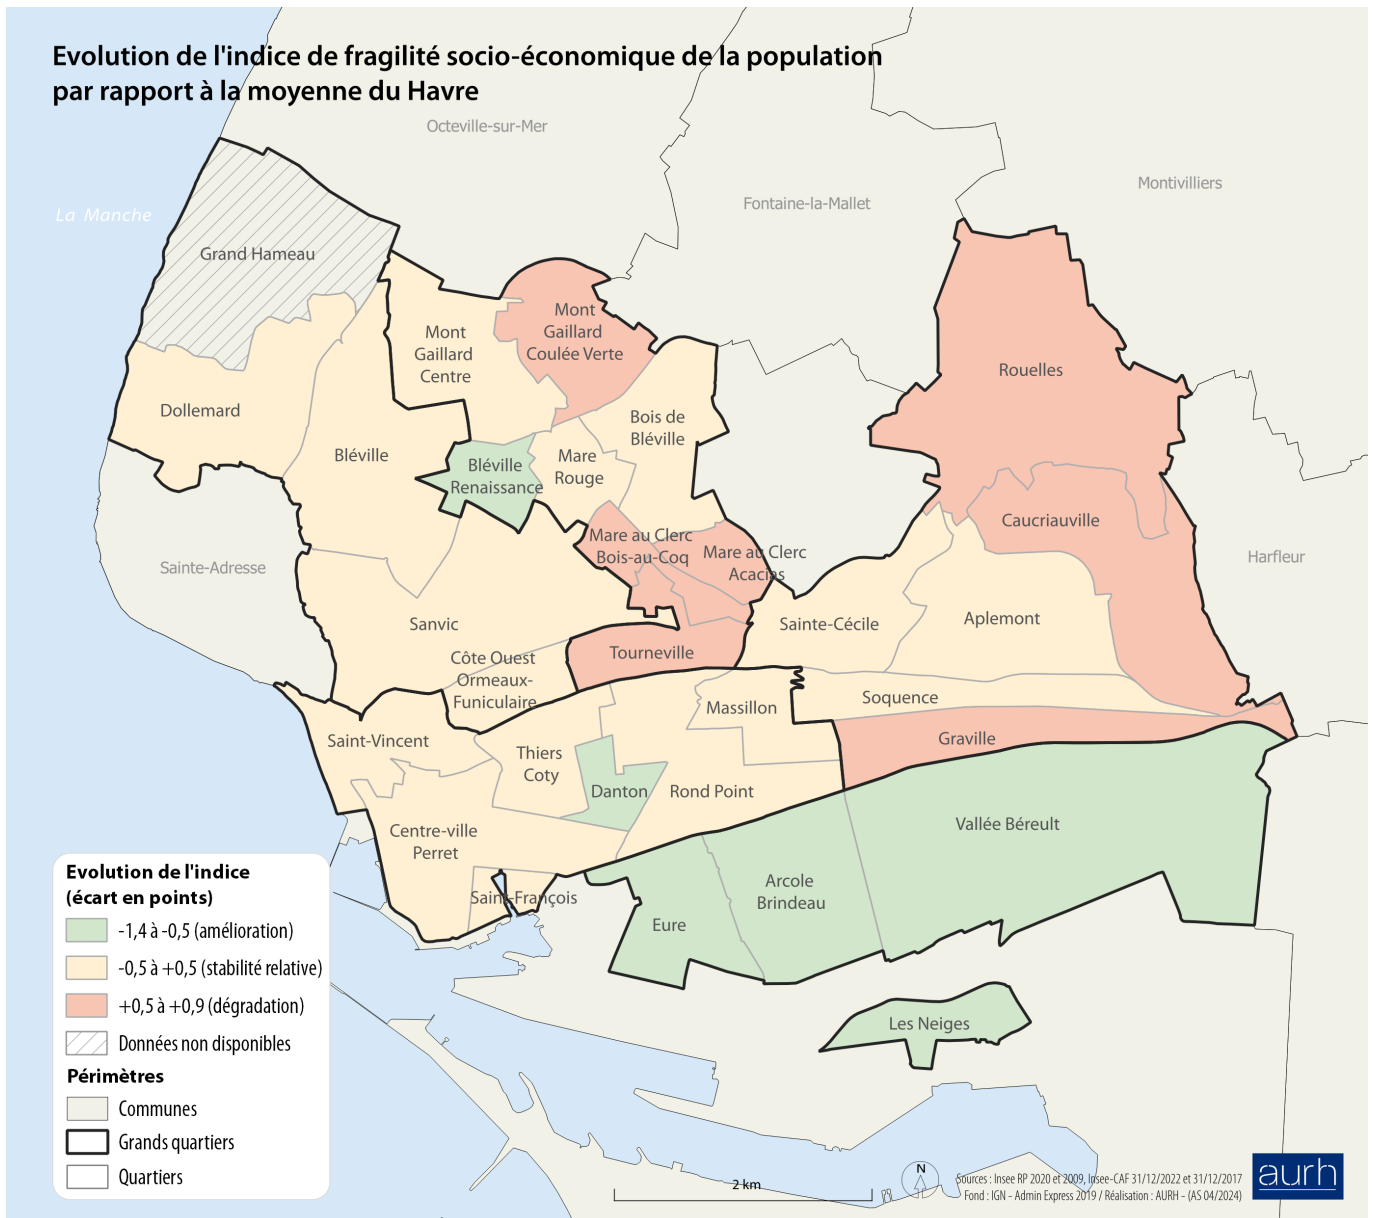 Evolution de l'indice de fragilité socio-économique de la population
par rapport à la moyenne du Havre
Octeville-sur-Mer
Montivilliers
Fontaine-la-Mallet
La Manche
Grand Hameau
Mont
Gaillard
Coulée Verte
Mont
Gaillard
Centre
Rouelles
Dollemard
Bois de
Bléville
Bléville
Mare
Rouge
Bléville
Renaissance
Caucriauville
Mare au Clerc
Bois-au-Coq
Mare au Clerc
Acacias
Harfleur
Sainte-Adresse
Sanvic
Sainte-Cécile
Aplemont
Tourneville
Côte Ouest
Ormeaux-
Funiculaire
Soquence
Massillon
Saint-Vincent
Graville
Thiers
Coty
Danton
Rond Point
Vallée Béreult
Centre-ville
Perret
Saint-François
Arcole
Brindeau
Eure
Les Neiges
Evolution de l'indice
(écart en points)
-1,4 à -0,5 (amélioration)
-0,5 à +0,5 (stabilité relative)
+0,5 à +0,9 (dégradation)
Données non disponibles
Périmètres
Communes
Grands quartiers
Quartiers
2 km
N
Sources : Insee RP 2020 et 2009, Insee-CAF 31/12/2022 et 31/12/2017
Fond : IGN - Admin Express 2019 / Réalisation : AURH - (AS 04/2024)
aurh